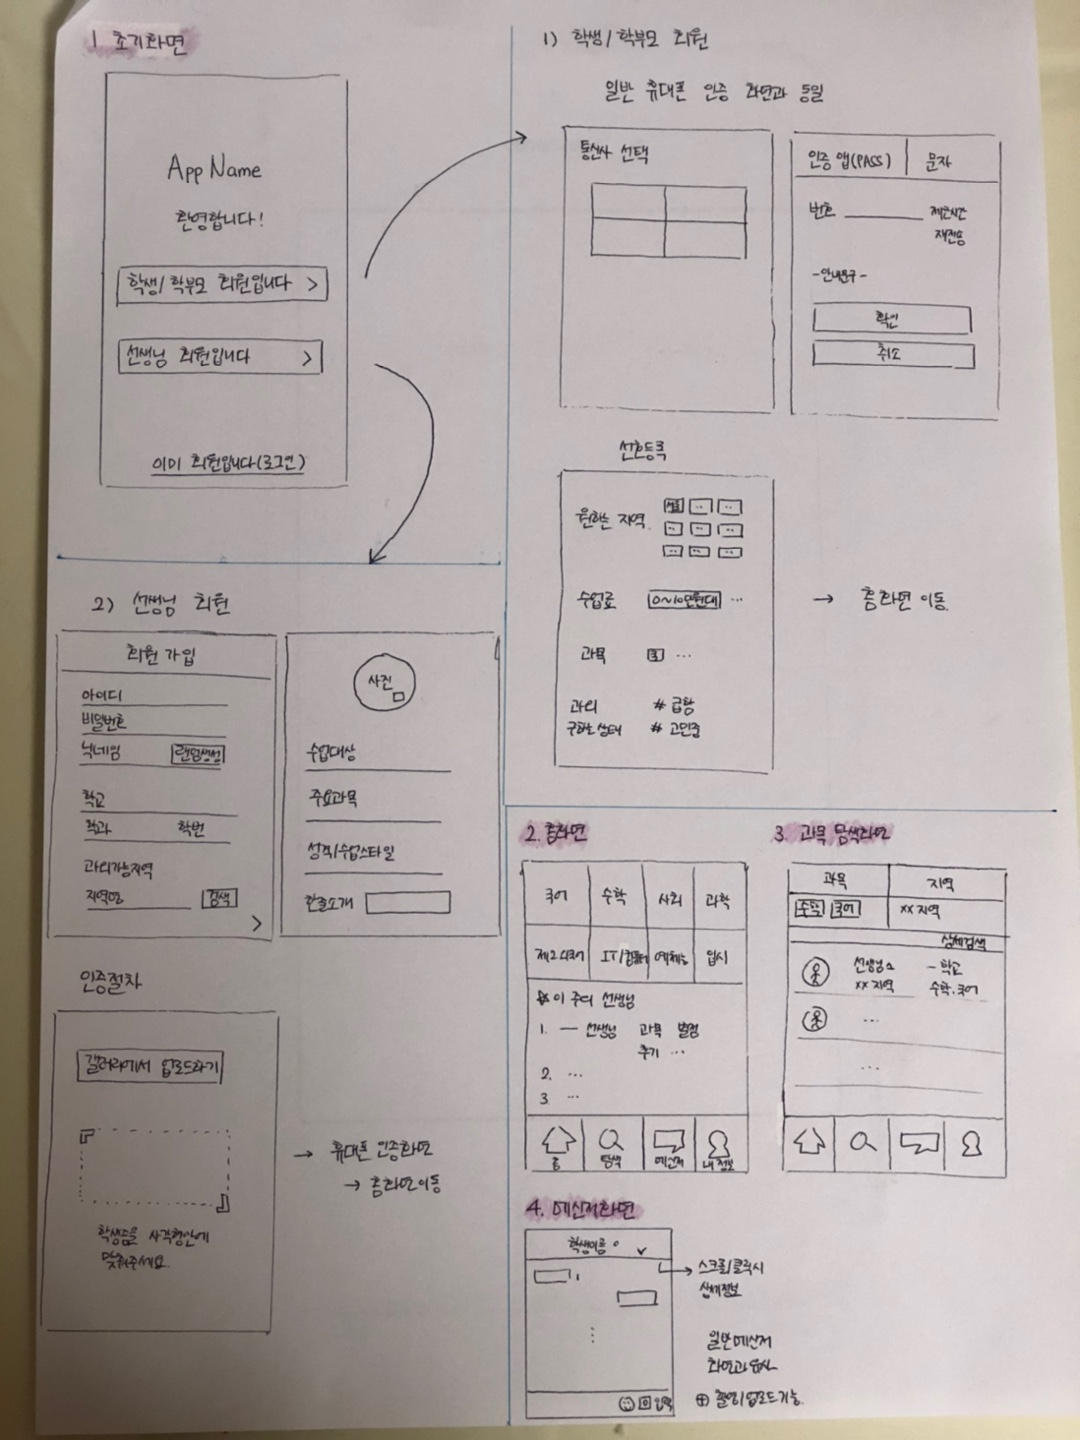 1 초기화면
App Name
환영합니다!
학생/학부모 회원입니다 >
선생님 회원입니다 >
이미 회원입니다(로그인)
1) 학생/학부모 회원
일반 휴대폰 인증 화면과 동일
통신사 선택
인증 앱(PASS) 문자
번호 제한시간
재전송
-안내문구-
확인
취소
선호등록
원하는 지역 서울
수업료 0~10만원대 ...
과목 국 ...
과외 # 급함
구하는 상태 # 고민중
→ 홈화면 이동
2) 선생님 회원
회원가입
아이디
비밀번호
닉네임 랜덤생성
학교
학과 학번
과외가능지역
지역명 검색
사진
수업대상
주요과목
성격/수업스타일
한줄소개
인증절차
갤러리에서 업로드하기
학생증을 사각형안에
맞춰주세요.
→ 휴대폰 인증화면
→ 홈화면이동
2. 홈화면
국어 수학 사회 과학
제2외국어 IT/컴퓨터 예체능 입시
XX이 주변 선생님
1. — 선생님 과목 별점
후기 ...
2. ...
3 ...
홈 탐색 메신저 내 정보
3. 과목 탐색화면
과목 지역
수학 국어 XX 지역
상세검색
선생님 - 학교
XX 지역 수학.국어
...
...
4. 메신저화면
학생이름
→ 스크롤/클릭시
상세정보
일반메신저
화면과 유사
⊕ 촬영/업로드기능.
입력